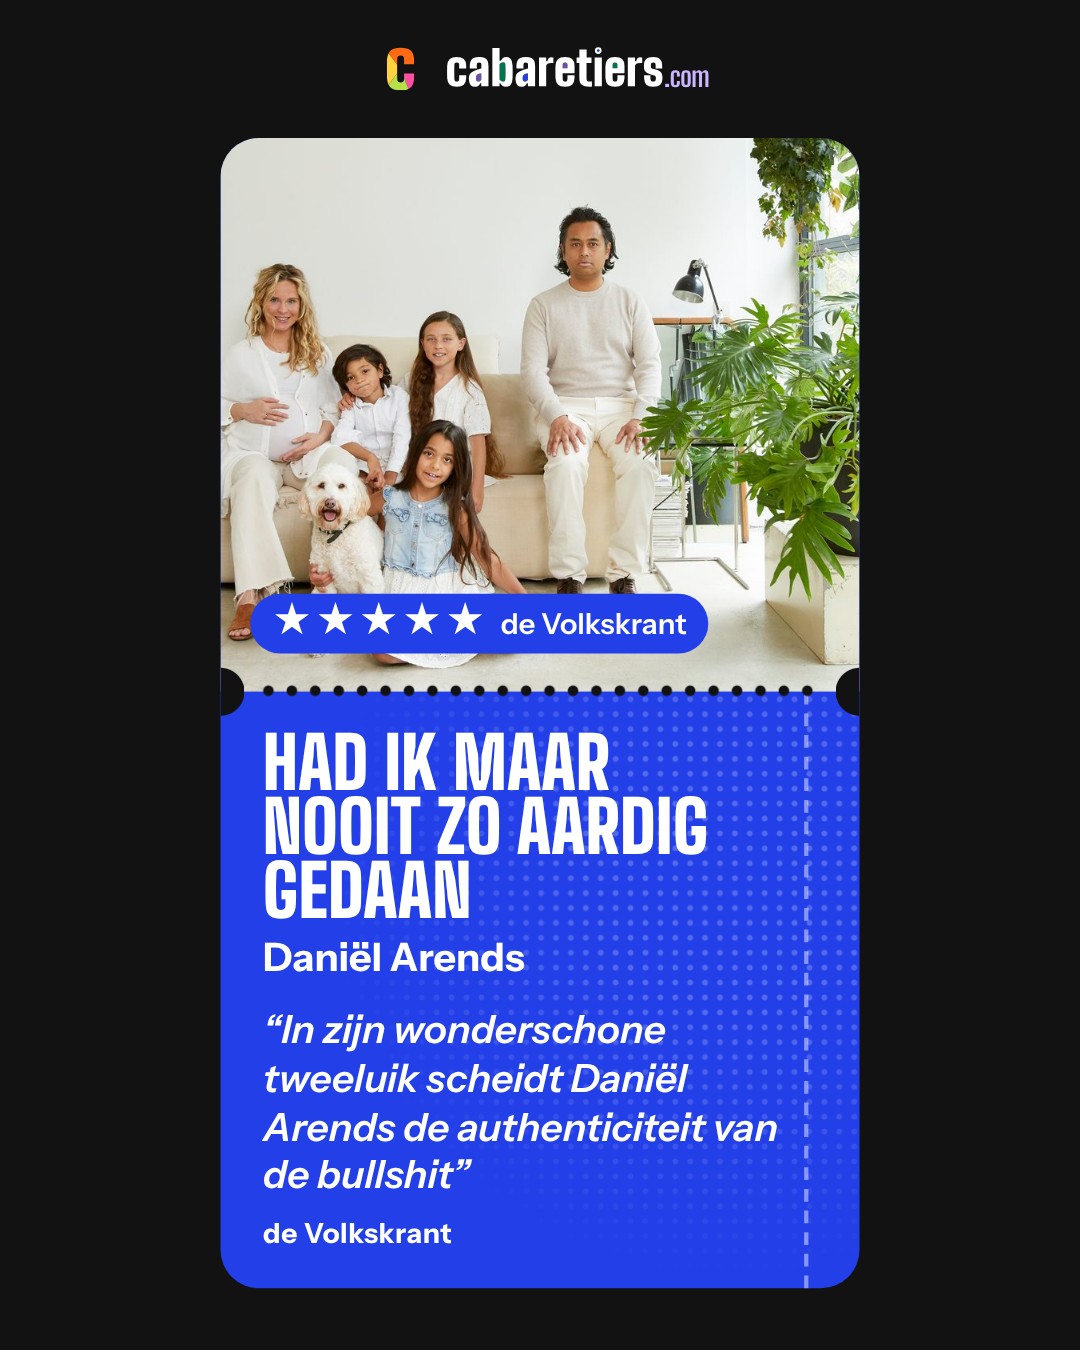 cabaretiers.com
★★★★★ de Volkskrant
HAD IK MAAR
NOOIT ZO AARDIG
GEDAAN
Daniël Arends
“In zijn wonderschone
tweeluik scheidt Daniël
Arends de authenticiteit van
de bullshit”
de Volkskrant